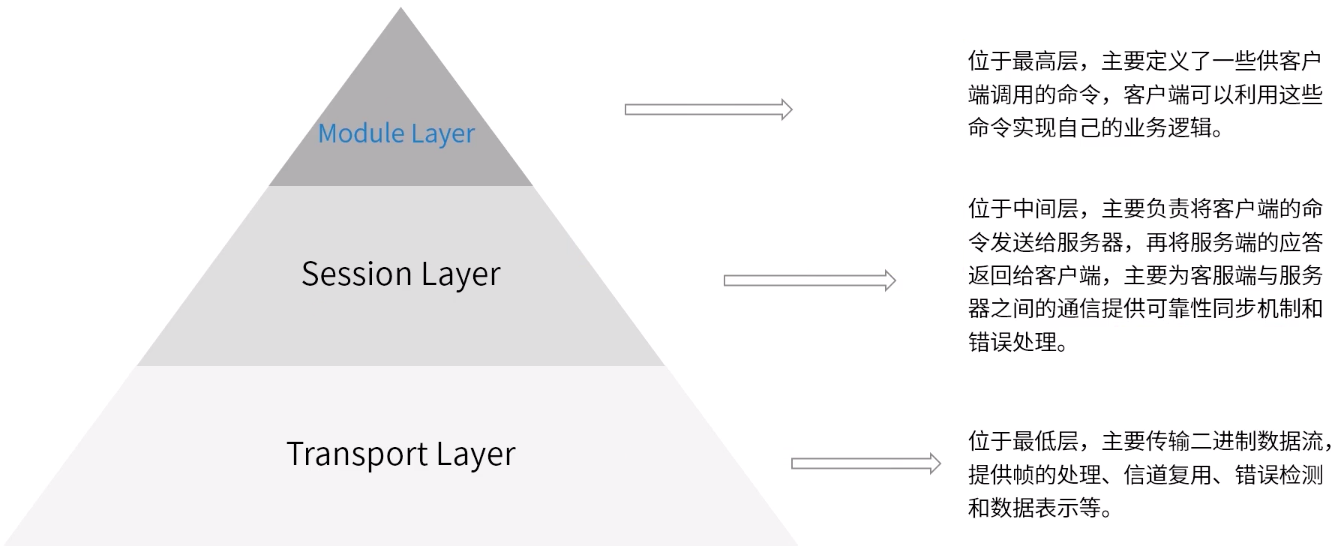 Module Layer
位于最高层，主要定义了一些供客户
端调用的命令，客户端可以利用这些
命令实现自己的业务逻辑。
Session Layer
位于中间层，主要负责将客户端的命
令发送给服务器，再将服务端的应答
返回给客户端，主要为客服端与服务
器之间的通信提供可靠性同步机制和
错误处理。
Transport Layer
位于最低层，主要传输二进制数据流，
提供帧的处理、信道复用、错误检测
和数据表示等。